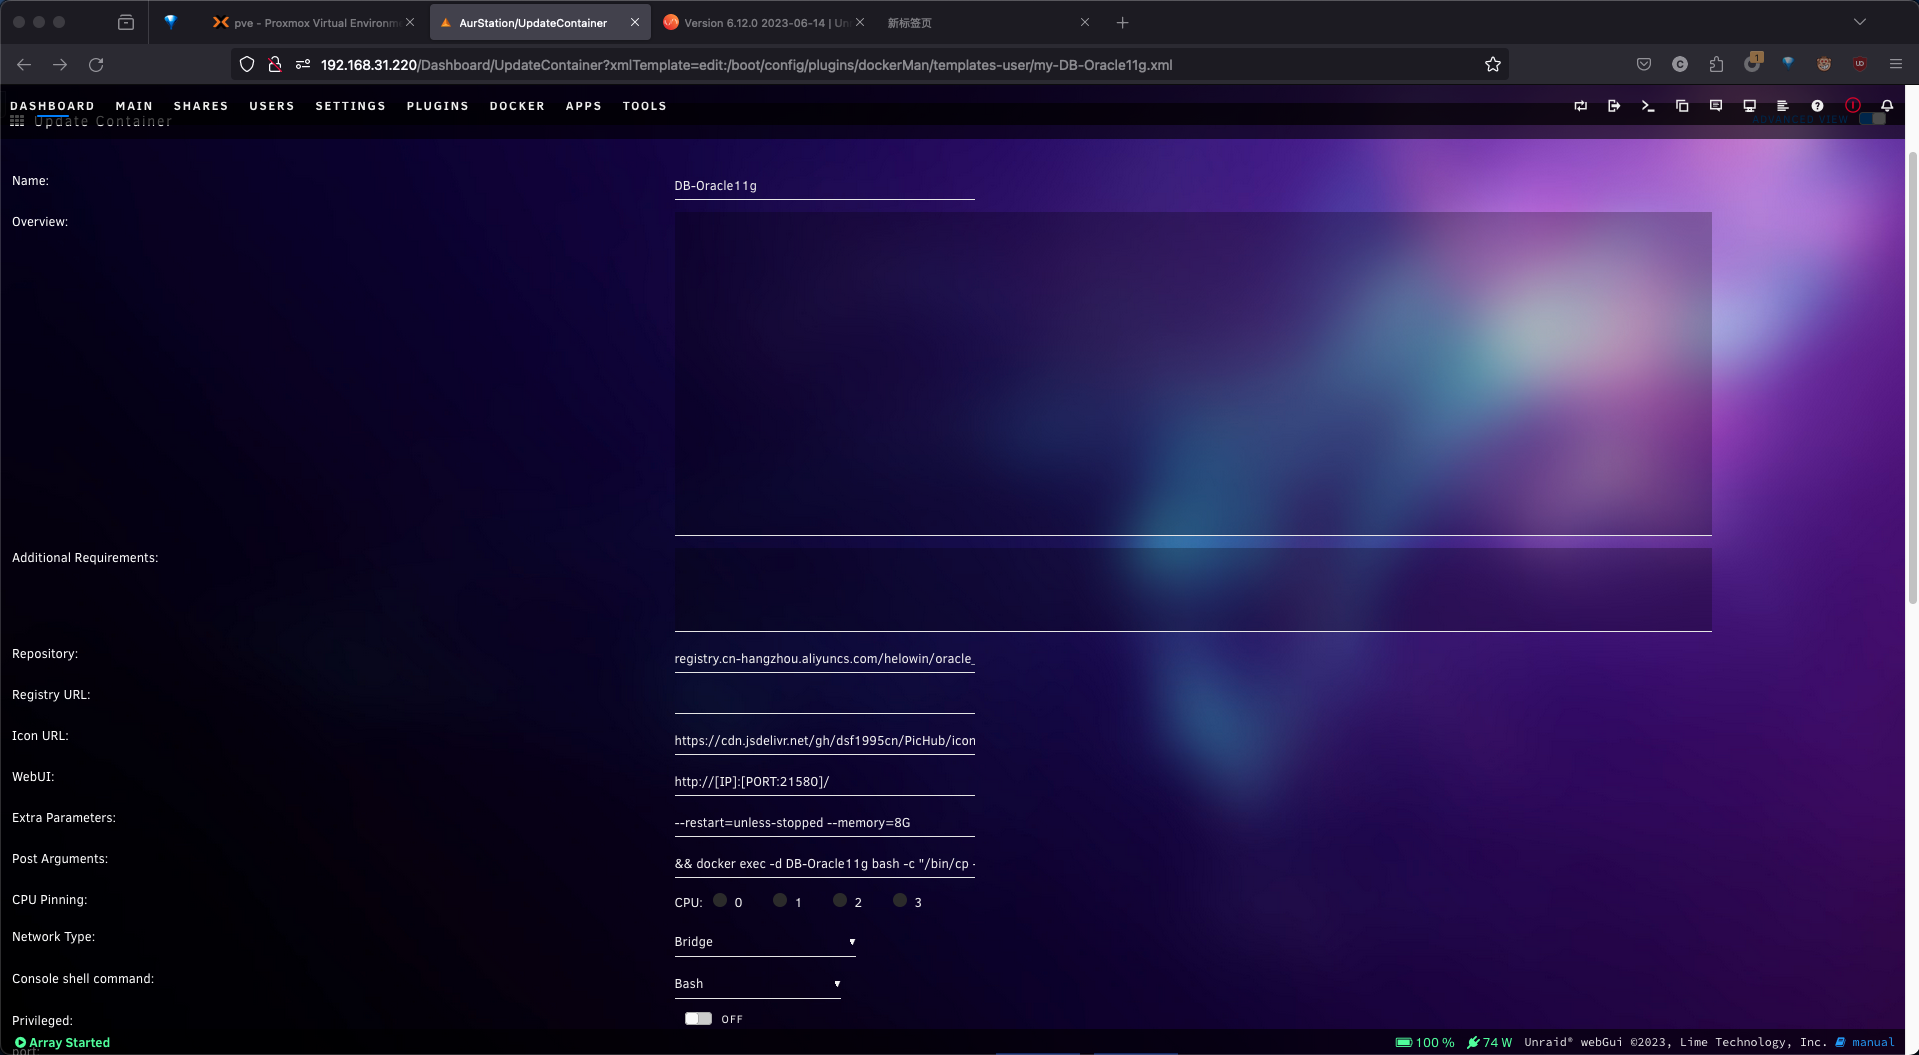 pve - Proxmox Virtual Environm
AurStation/UpdateContainer
Version 6.12.0 2023-06-14 | Un
新标签页
192.168.31.220/Dashboard/UpdateContainer?xmlTemplate=edit:/boot/config/plugins/dockerMan/templates-user/my-DB-Oracle11g.xml
C
1
DASHBOARD MAIN SHARES USERS SETTINGS PLUGINS DOCKER APPS TOOLS
Update Container
ADVANCED VIEW
Name:
DB-Oracle11g
Overview:
Additional Requirements:
Repository:
registry.cn-hangzhou.aliyuncs.com/helowin/oracle_
Registry URL:
Icon URL:
https://cdn.jsdelivr.net/gh/dsf1995cn/PicHub/icon
WebUI:
http://[IP]:[PORT:21580]/
Extra Parameters:
--restart=unless-stopped --memory=8G
Post Arguments:
&& docker exec -d DB-Oracle11g bash -c "/bin/cp -
CPU Pinning:
CPU: 0 1 2 3
Network Type:
Bridge
Console shell command:
Bash
Privileged:
OFF
port:
Array Started
100 % 74 W Unraid® webGui ©2023, Lime Technology, Inc. manual